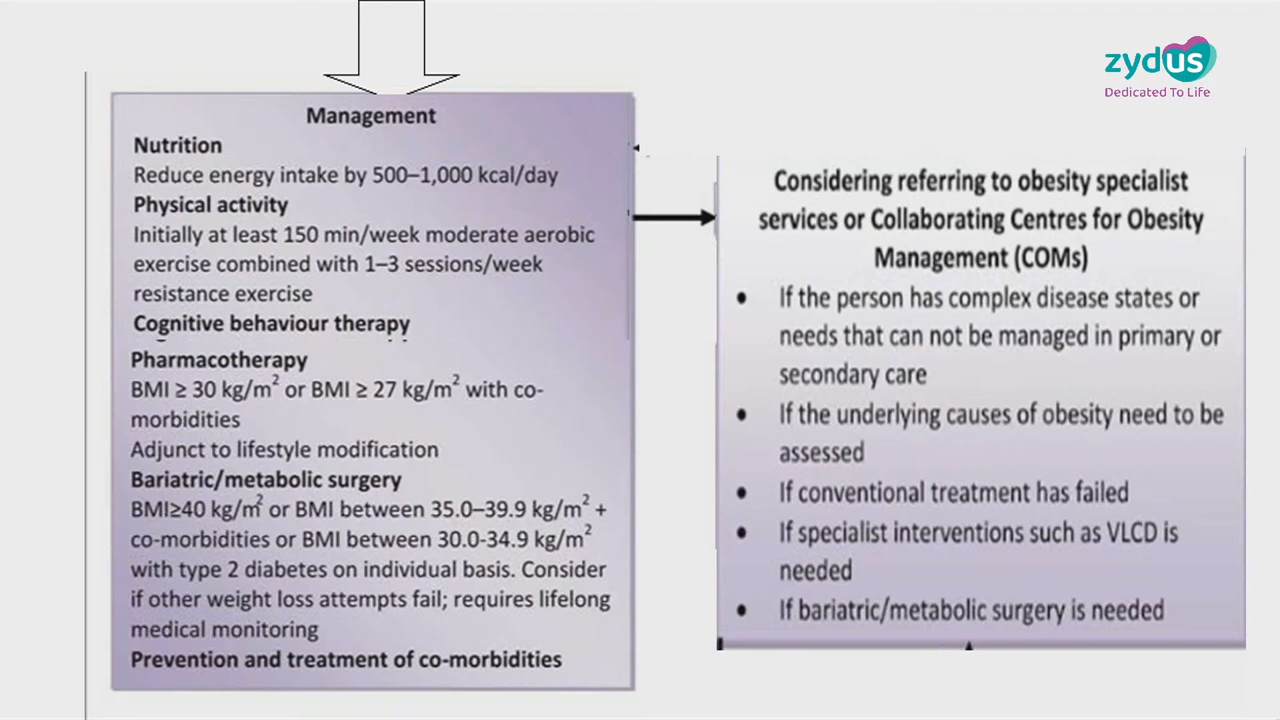 zydus
Dedicated To Life
Management
Nutrition
Reduce energy intake by 500–1,000 kcal/day
Physical activity
Initially at least 150 min/week moderate aerobic
exercise combined with 1–3 sessions/week
resistance exercise
Cognitive behaviour therapy
Pharmacotherapy
BMI ≥ 30 kg/m² or BMI ≥ 27 kg/m² with co-
morbidities
Adjunct to lifestyle modification
Bariatric/metabolic surgery
BMI≥40 kg/m² or BMI between 35.0–39.9 kg/m² +
co-morbidities or BMI between 30.0-34.9 kg/m²
with type 2 diabetes on individual basis. Consider
if other weight loss attempts fail; requires lifelong
medical monitoring
Prevention and treatment of co-morbidities
Considering referring to obesity specialist
services or Collaborating Centres for Obesity
Management (COMs)
• If the person has complex disease states or
needs that can not be managed in primary or
secondary care
• If the underlying causes of obesity need to be
assessed
• If conventional treatment has failed
• If specialist interventions such as VLCD is
needed
• If bariatric/metabolic surgery is needed